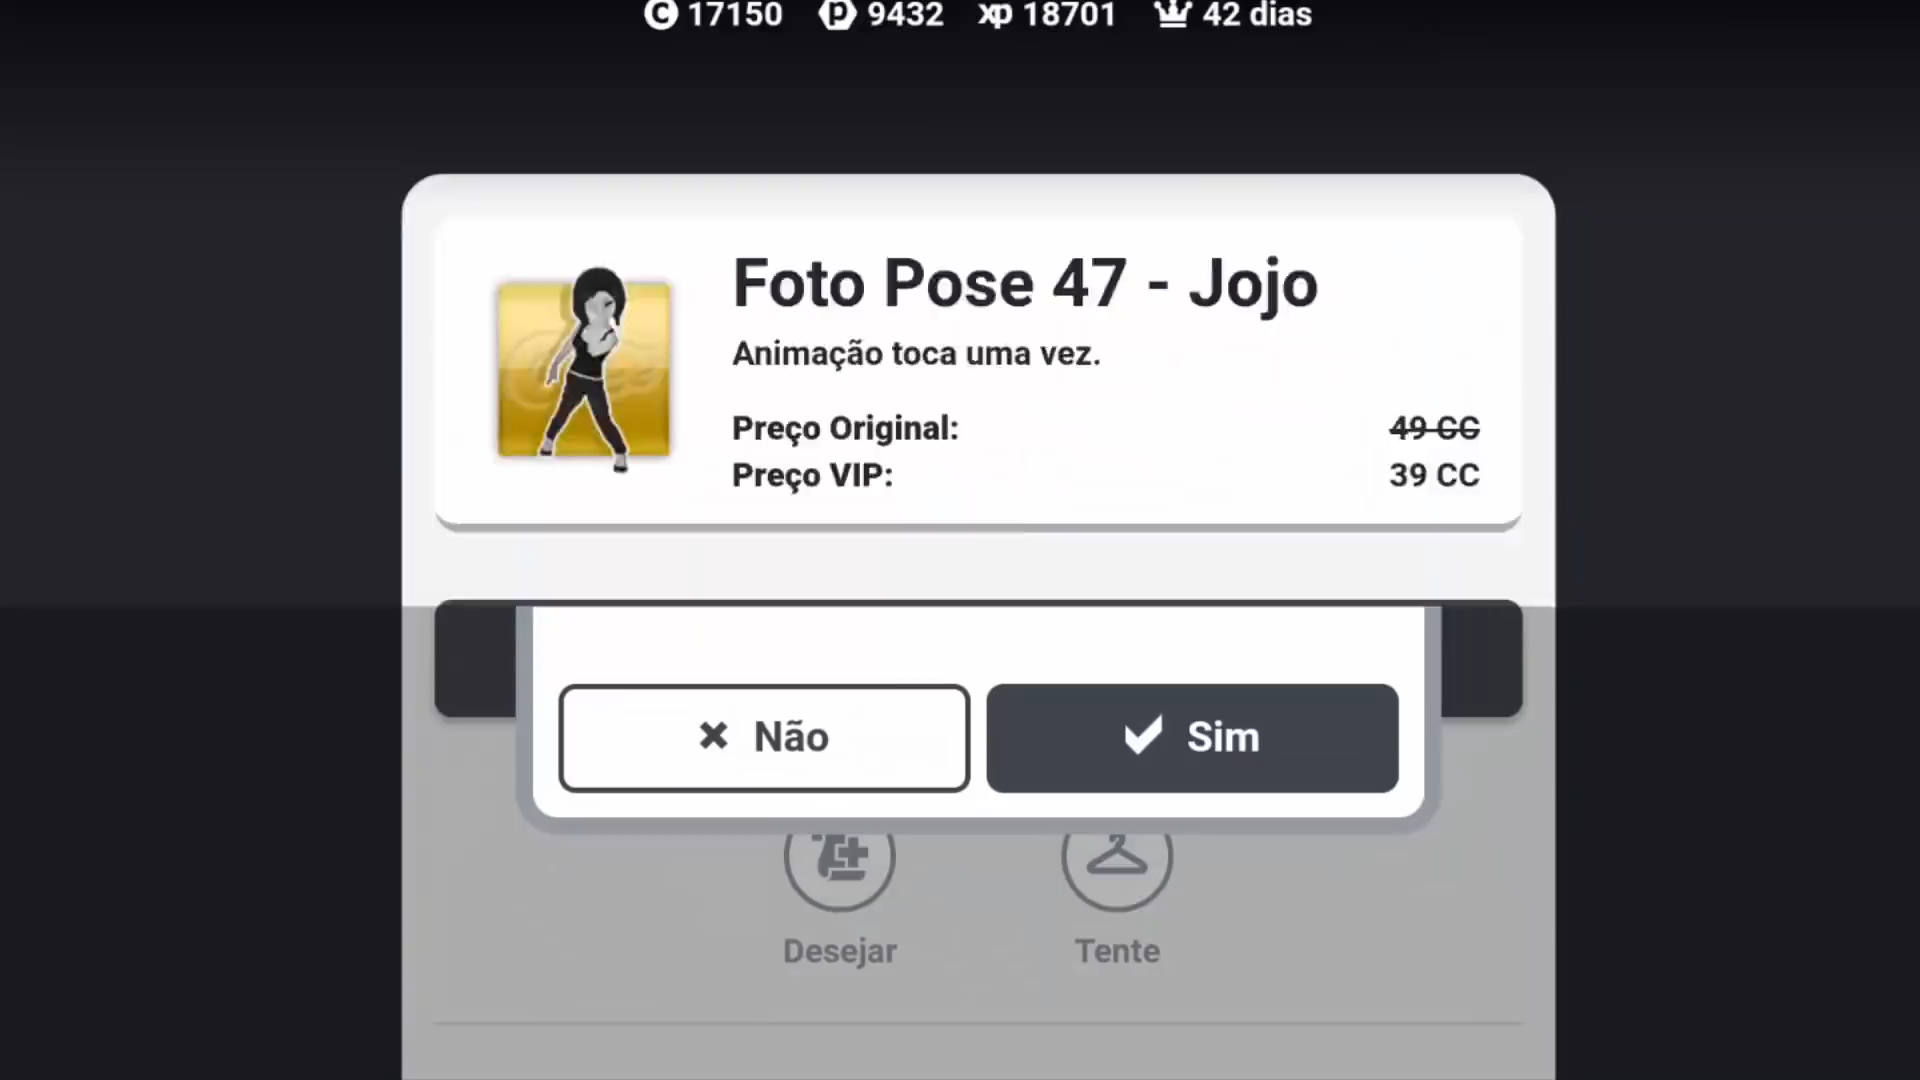 17150 9432 xp 18701 42 dias
Foto Pose 47 - Jojo
Animação toca uma vez.
Preço Original: 49 CC
Preço VIP: 39 CC
Não Sim
Desejar Tente